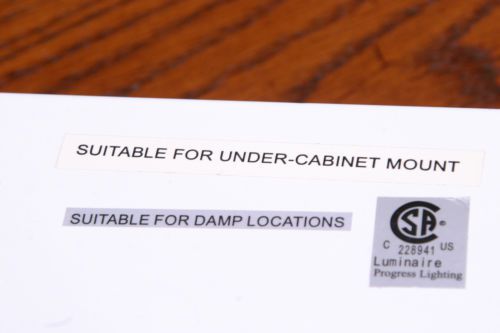 SUITABLE FOR UNDER-CABINET MOUNT
SUITABLE FOR DAMP LOCATIONS
CSA®
C 228941 US
Luminaire
Progress Lighting